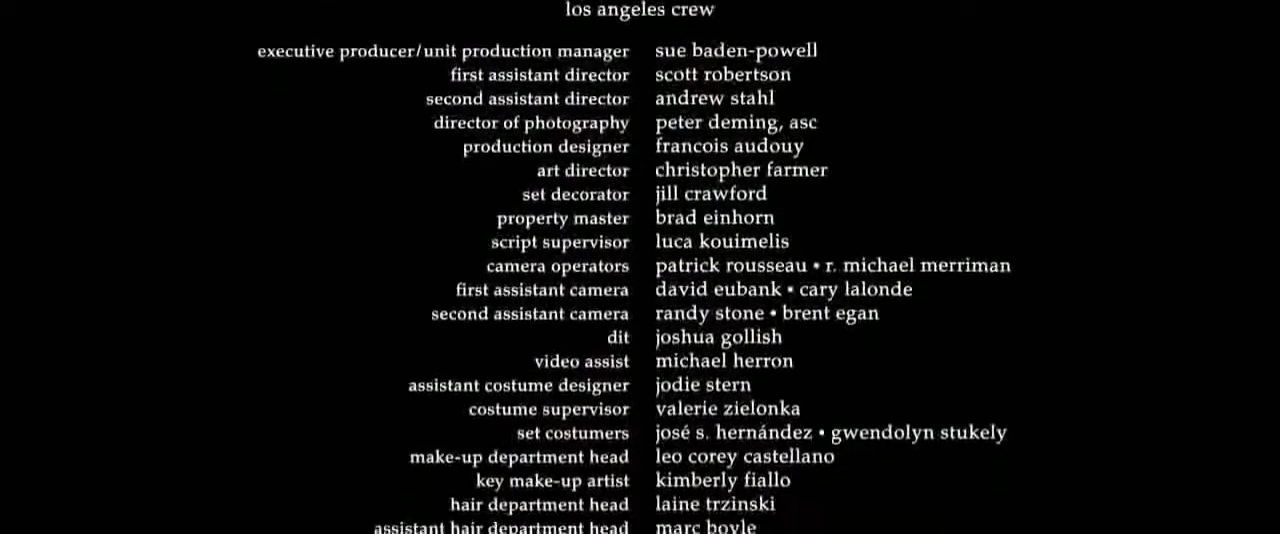 los angeles crew
executive producer/unit production manager sue baden-powell
first assistant director scott robertson
second assistant director andrew stahl
director of photography peter deming, asc
production designer francois audouy
art director christopher farmer
set decorator jill crawford
property master brad einhorn
script supervisor luca kouimelis
camera operators patrick rousseau • r. michael merriman
first assistant camera david eubank • cary lalonde
second assistant camera randy stone • brent egan
dit joshua gollish
video assist michael herron
assistant costume designer jodie stern
costume supervisor valerie zielonka
set costumers josé s. hernández • gwendolyn stukely
make-up department head leo corey castellano
key make-up artist kimberly fiallo
hair department head laine trzinski
assistant hair department head marc boyle